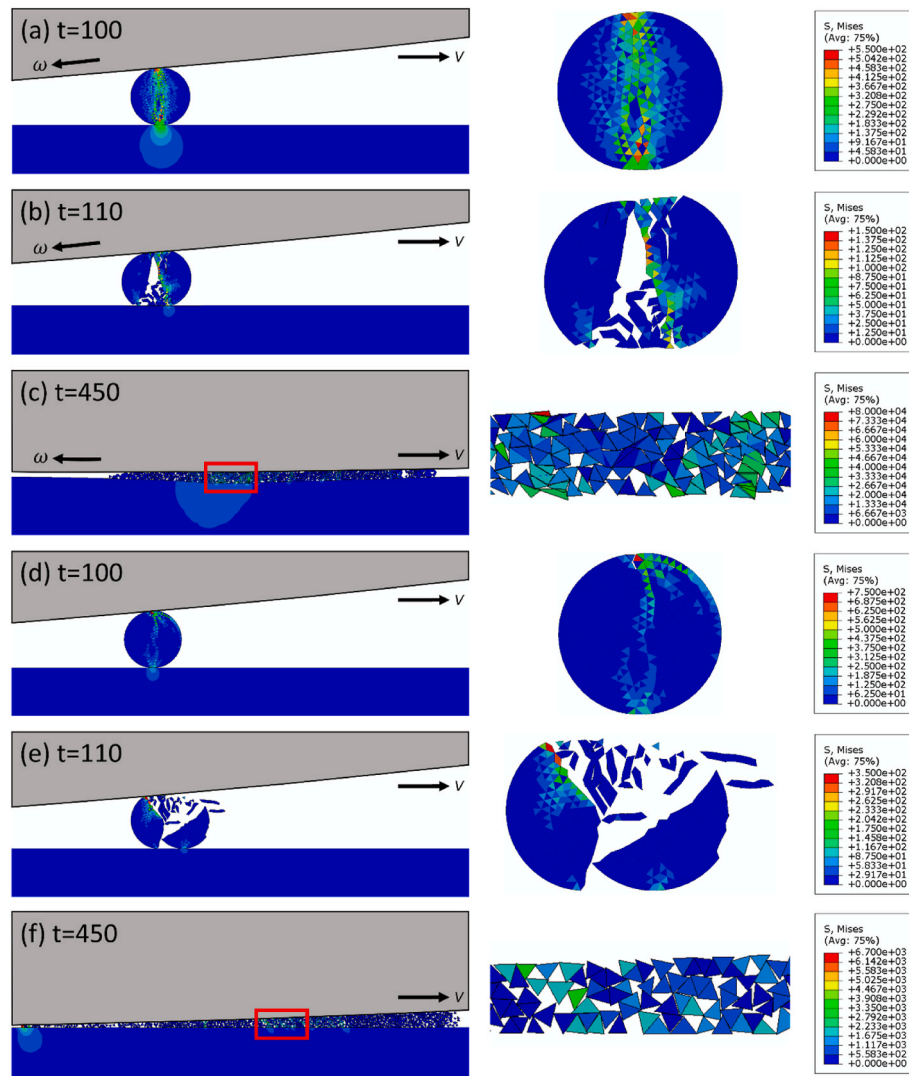 (a) t=100
ω
V
S, Mises
(Avg: 75%)
+5.500e+02
+5.042e+02
+4.583e+02
+4.125e+02
+3.667e+02
+3.208e+02
+2.750e+02
+2.292e+02
+1.833e+02
+1.375e+02
+9.167e+01
+4.583e+01
+0.000e+00
(b) t=110
ω
V
S, Mises
(Avg: 75%)
+1.500e+02
+1.375e+02
+1.250e+02
+1.125e+02
+1.000e+02
+8.750e+01
+7.500e+01
+6.250e+01
+5.000e+01
+3.750e+01
+2.500e+01
+1.250e+01
+0.000e+00
(c) t=450
ω
V
S, Mises
(Avg: 75%)
+8.000e+04
+7.333e+04
+6.667e+04
+6.000e+04
+5.333e+04
+4.667e+04
+4.000e+04
+3.333e+04
+2.667e+04
+2.000e+04
+1.333e+04
+6.667e+03
+0.000e+00
(d) t=100
V
S, Mises
(Avg: 75%)
+7.500e+02
+6.875e+02
+6.250e+02
+5.625e+02
+5.000e+02
+4.375e+02
+3.750e+02
+3.125e+02
+2.500e+02
+1.875e+02
+1.250e+02
+6.250e+01
+0.000e+00
(e) t=110
V
S, Mises
(Avg: 75%)
+3.500e+02
+3.208e+02
+2.917e+02
+2.625e+02
+2.333e+02
+2.042e+02
+1.750e+02
+1.458e+02
+1.167e+02
+8.750e+01
+5.833e+01
+2.917e+01
+0.000e+00
(f) t=450
V
S, Mises
(Avg: 75%)
+6.700e+03
+6.142e+03
+5.583e+03
+5.025e+03
+4.467e+03
+3.908e+03
+3.350e+03
+2.792e+03
+2.233e+03
+1.675e+03
+1.117e+03
+5.583e+02
+0.000e+00